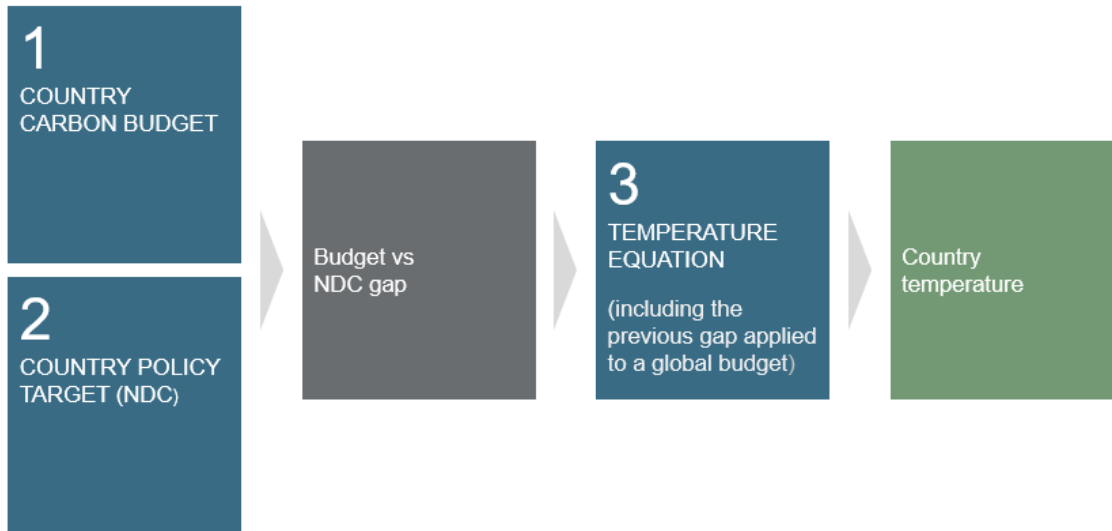 1
COUNTRY
CARBON BUDGET
2
COUNTRY POLICY
TARGET (NDC)
Budget vs
NDC gap
3
TEMPERATURE
EQUATION
(including the
previous gap applied
to a global budget)
Country
temperature